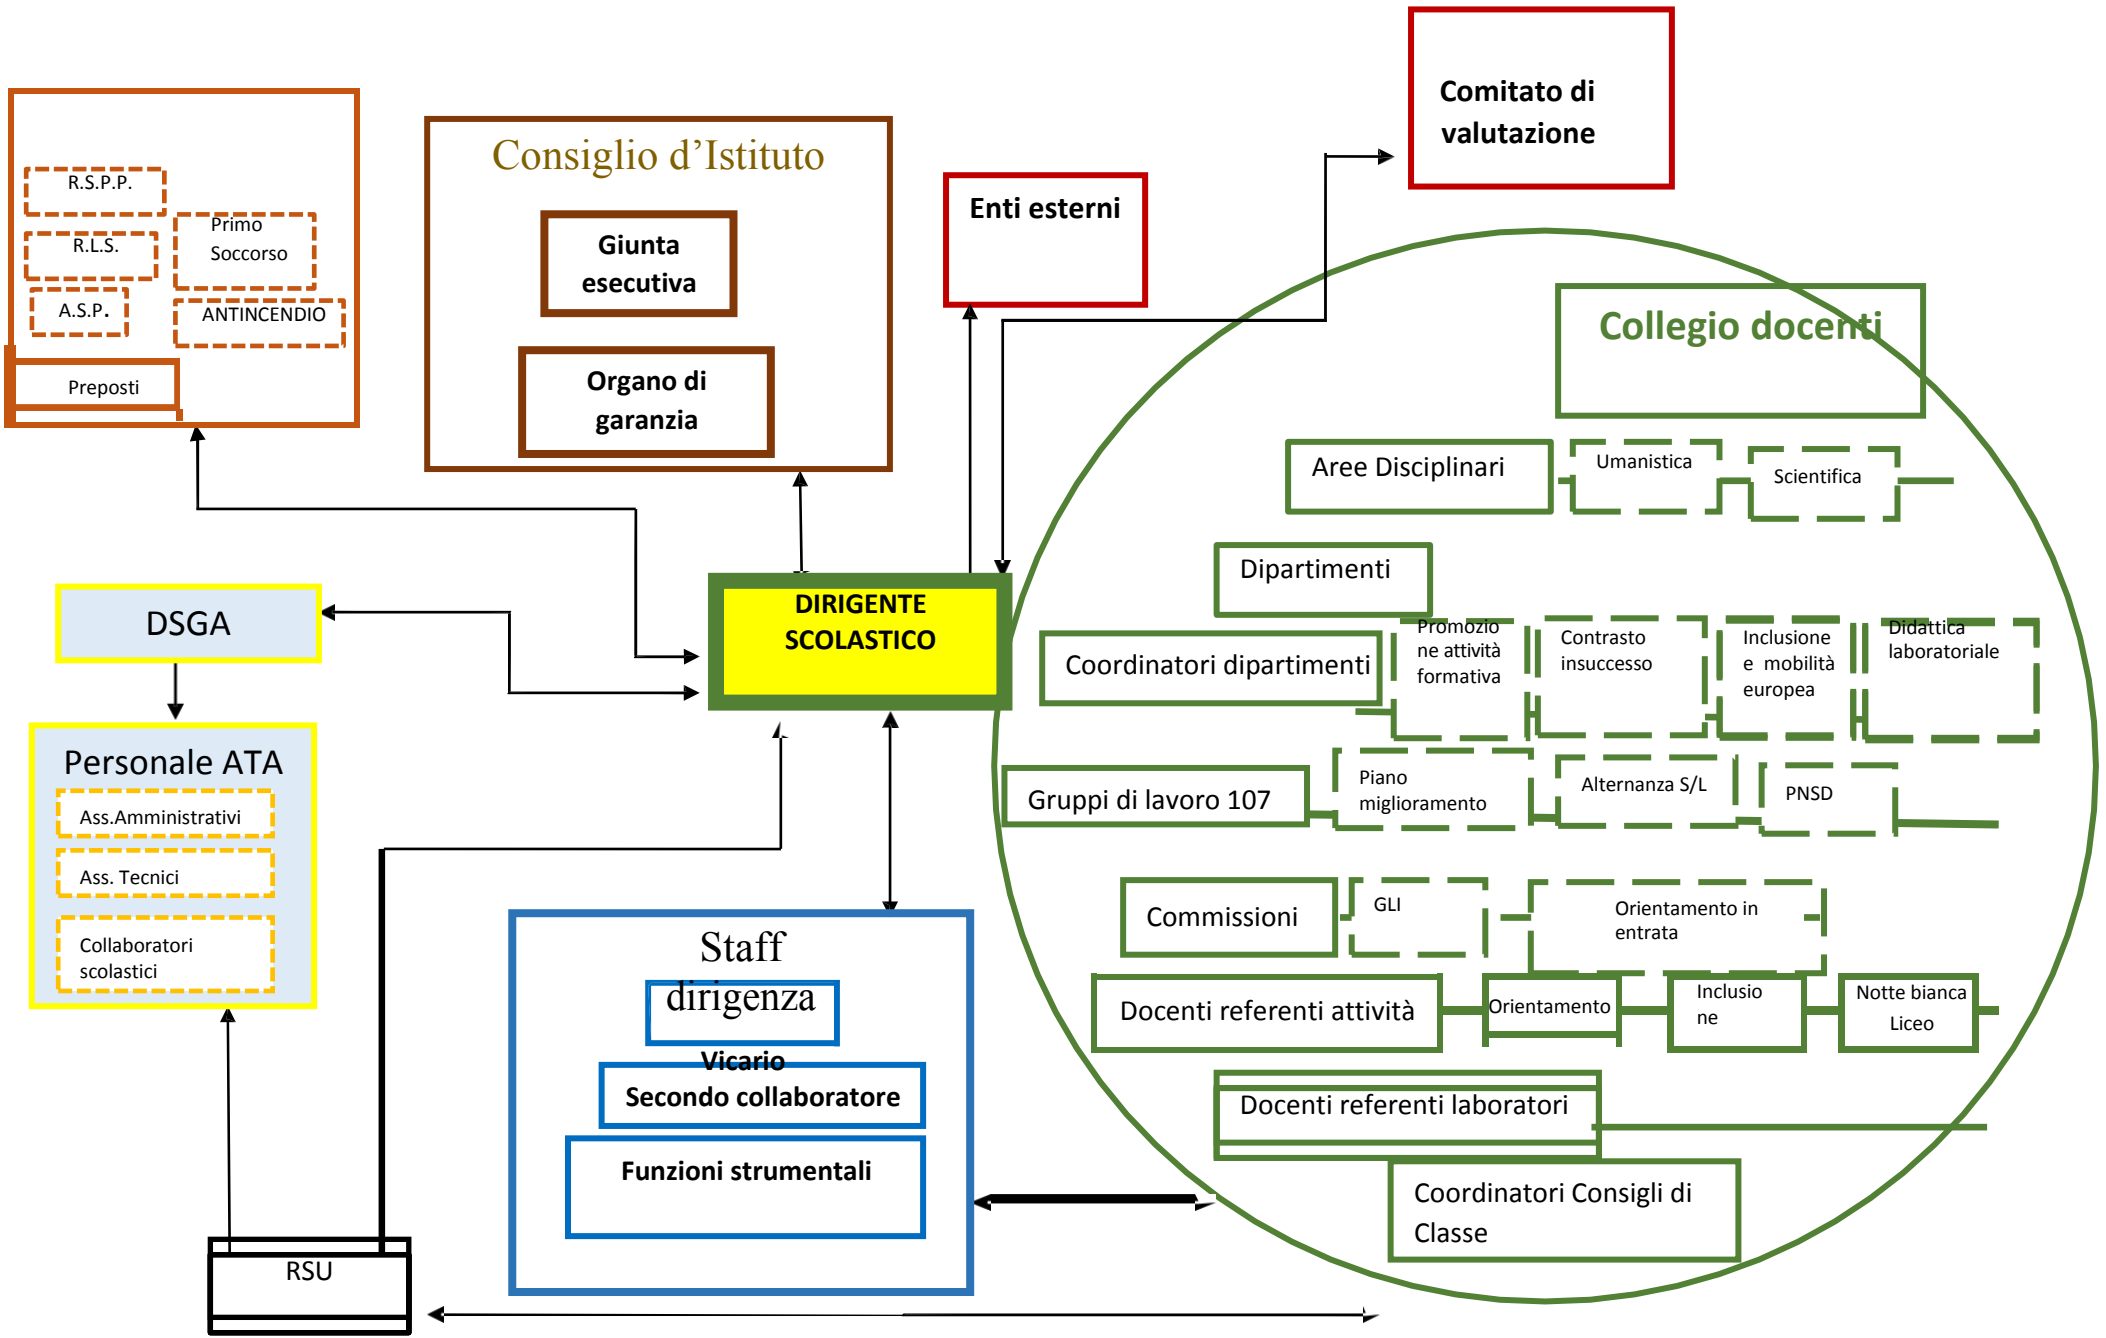 Comitato di
valutazione
Consiglio d’Istituto
Giunta
esecutiva
Organo di
garanzia
Enti esterni
R.S.P.P.
R.L.S.
A.S.P.
Primo
Soccorso
ANTINCENDIO
Preposti
Collegio docenti
Aree Disciplinari
Umanistica
Scientifica
Dipartimenti
DIRIGENTE
SCOLASTICO
DSGA
Coordinatori dipartimenti
Promozio
ne attività
formativa
Contrasto
insuccesso
Inclusione
e mobilità
europea
Didattica
laboratoriale
Personale ATA
Ass.Amministrativi
Ass. Tecnici
Collaboratori
scolastici
Gruppi di lavoro 107
Piano
miglioramento
Alternanza S/L
PNSD
Commissioni
GLI
Orientamento in
entrata
Staff
dirigenza
Vicario
Secondo collaboratore
Funzioni strumentali
Docenti referenti attività
Orientamento
Inclusio
ne
Notte bianca
Liceo
Docenti referenti laboratori
Coordinatori Consigli di
Classe
RSU